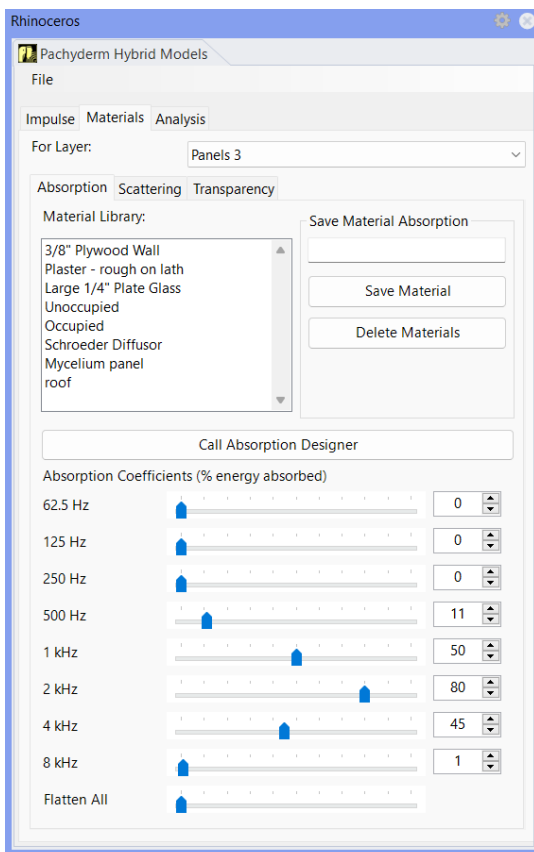 Rhinoceros
Pachyderm Hybrid Models
File
Impulse Materials Analysis
For Layer: Panels 3
Absorption Scattering Transparency
Material Library:
3/8" Plywood Wall
Plaster - rough on lath
Large 1/4" Plate Glass
Unoccupied
Occupied
Schroeder Diffusor
Mycelium panel
roof
Save Material Absorption
Save Material
Delete Materials
Call Absorption Designer
Absorption Coefficients (% energy absorbed)
62.5 Hz 0
125 Hz 0
250 Hz 0
500 Hz 11
1 kHz 50
2 kHz 80
4 kHz 45
8 kHz 1
Flatten All